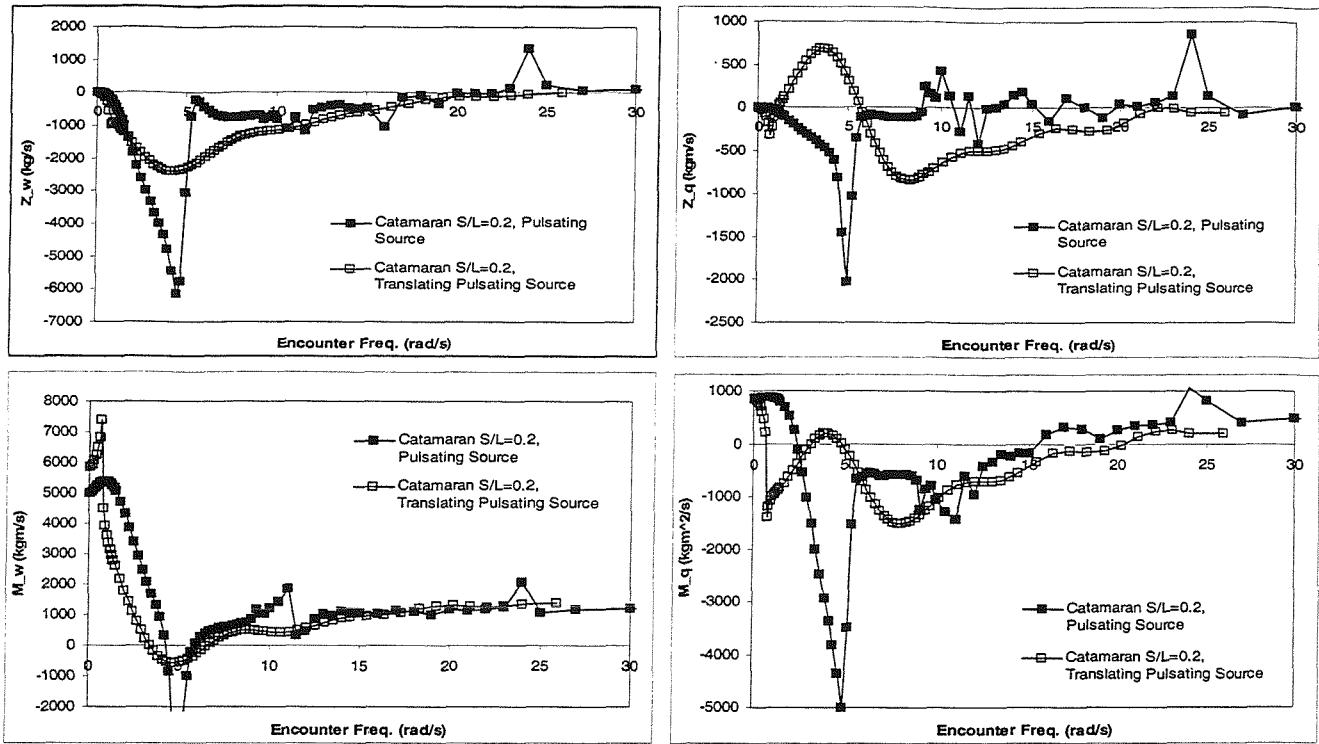 2000
1000
0
-1000
-2000
-3000
-4000
-5000
-6000
-7000
Z_w (kg/s)
0 5 10 15 20 25 30
Catamaran S/L=0.2, Pulsating
Source
Catamaran S/L=0.2,
Translating Pulsating Source
Encounter Freq. (rad/s)
1000
500
0
-500
-1000
-1500
-2000
-2500
Z_q (kgm/s)
0 5 10 15 20 25 30
Catamaran S/L=0.2, Pulsating
Source
Catamaran S/L=0.2,
Translating Pulsating Source
Encounter Freq. (rad/s)
8000
7000
6000
5000
4000
3000
2000
1000
0
-1000
-2000
M_w (kgm/s)
0 5 10 15 20 25 30
Catamaran S/L=0.2,
Pulsating Source
Catamaran S/L=0.2,
Translating Pulsating Source
Encounter Freq. (rad/s)
1000
0
-1000
-2000
-3000
-4000
-5000
M_q (kgm^2/s)
0 5 10 15 20 25 30
Catamaran S/L=0.2,
Pulsating Source
Catamaran S/L=0.2,
Translating Pulsating Source
Encounter Freq. (rad/s)